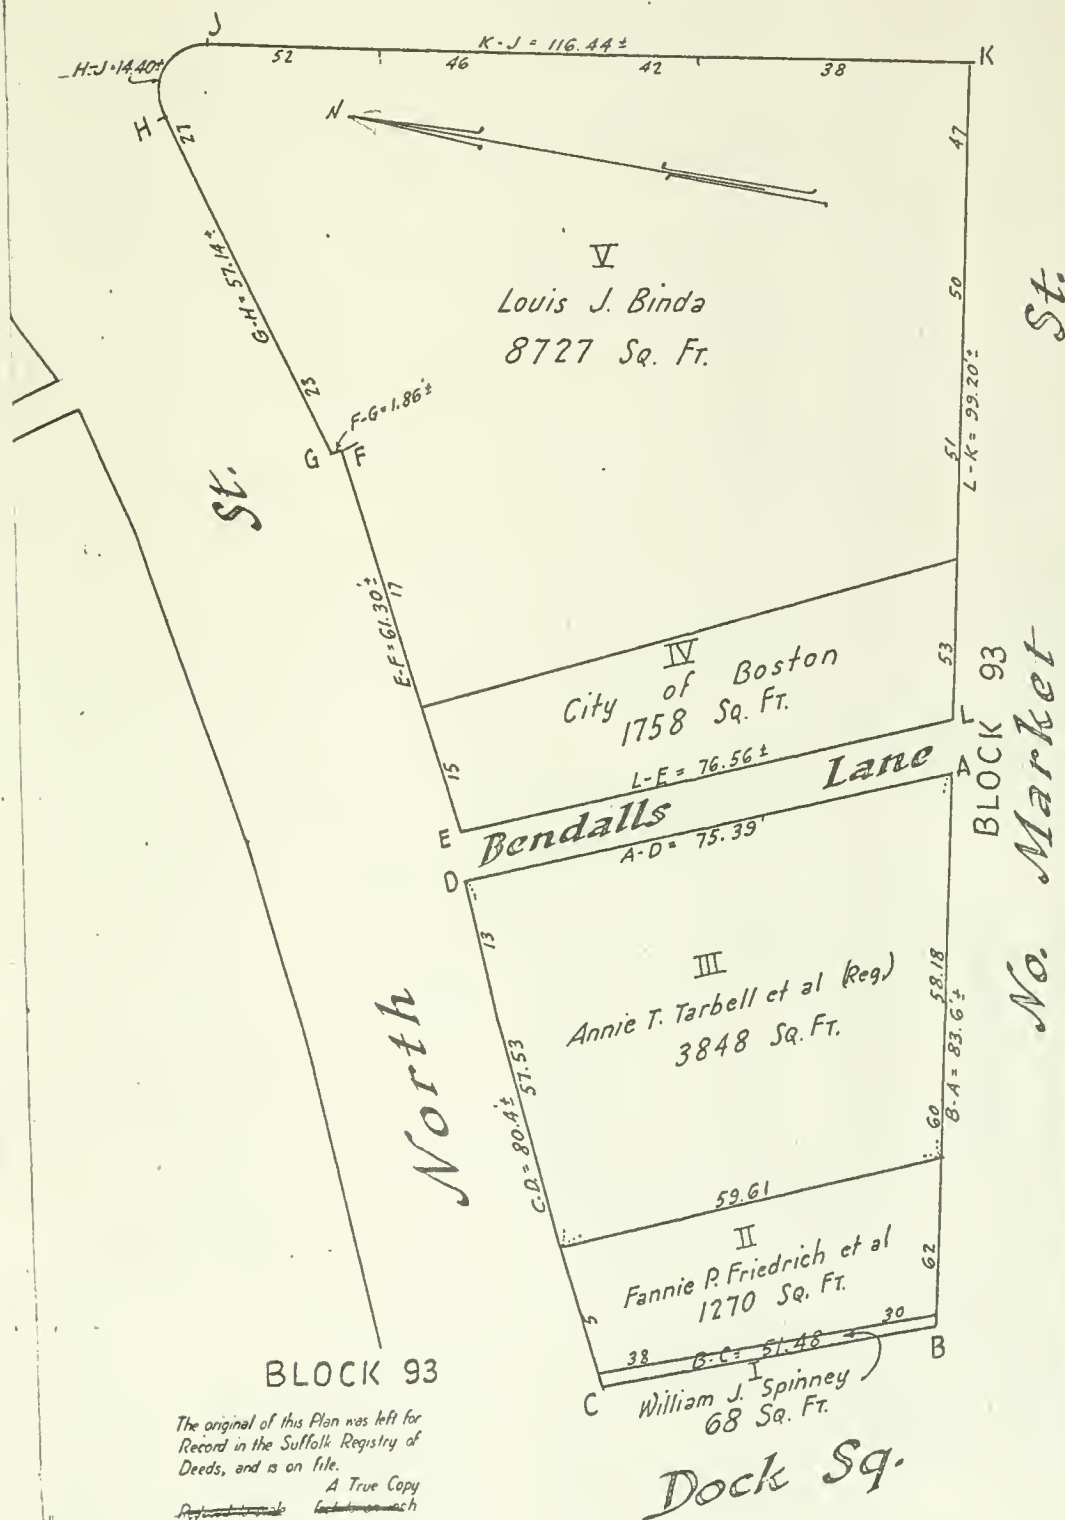 J
K-J = 116.44±
K
52 46 42 38
H-J=14.40±
H
27
N
47
G-H= 57.14±
V
Louis J. Binda
8727 Sq. Ft.
50
St.
L-K= 99.20'±
51
23
F-G=1.86'±
G F
St.
E-F=61.30'±
17
IV
City of Boston
1758 Sq. Ft.
53
L
15
L-E = 76.56±
E
Bendalls Lane
A
BLOCK 93
No. Market
A-D = 75.39'
D
13
III
Annie T. Tarbell et al (Reg.)
3848 Sq. Ft.
58.18
B-A= 83.6'±
60
North
57.53
C-D.= 80.4'±
59.61
II
Fannie P. Friedrich et al
1270 Sq. Ft.
62
5
38 B-C= 51.48 30
B
C
I
William J. Spinney
68 Sq. Ft.
Dock Sq.
BLOCK 93
The original of this Plan was left for
Record in the Suffolk Registry of
Deeds, and is on file.
A True Copy